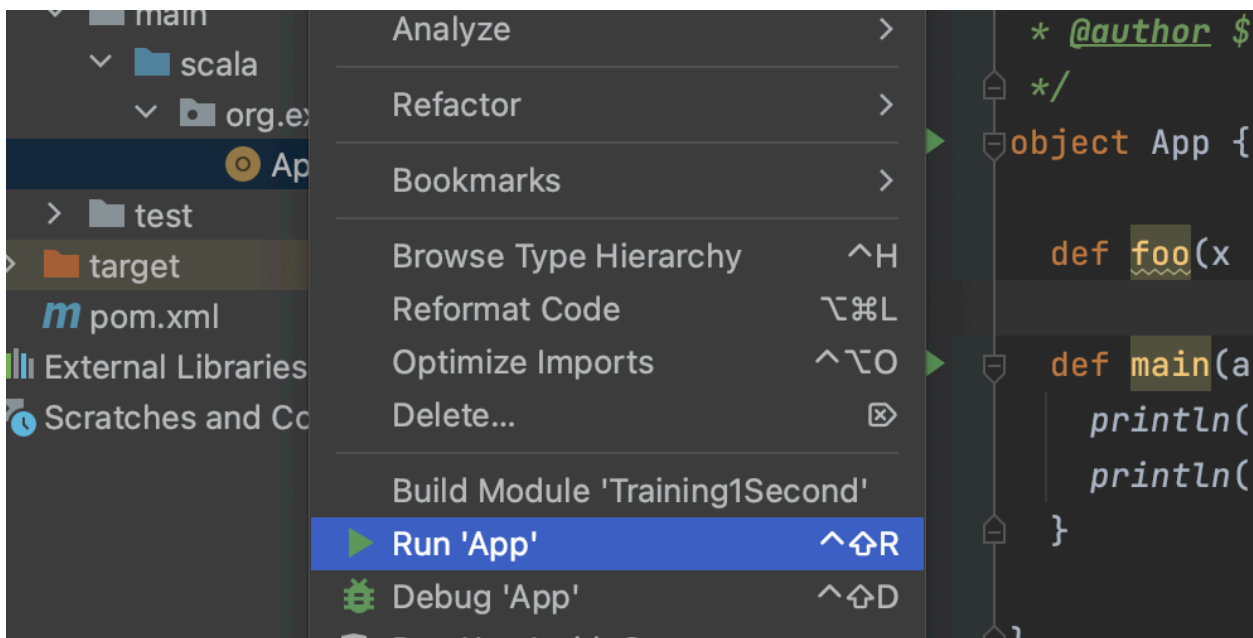 main
scala
org.ex
Ap
test
target
m pom.xml
External Libraries
Scratches and Co
Analyze
Refactor
Bookmarks
Browse Type Hierarchy ^H
Reformat Code ⌥⌘L
Optimize Imports ^⌥O
Delete... ⌦
Build Module 'Training1Second'
Run 'App' ^⇧R
Debug 'App' ^⇧D
* @author $
*/
object App {
def foo(x
def main(a
println(
println(
}
}